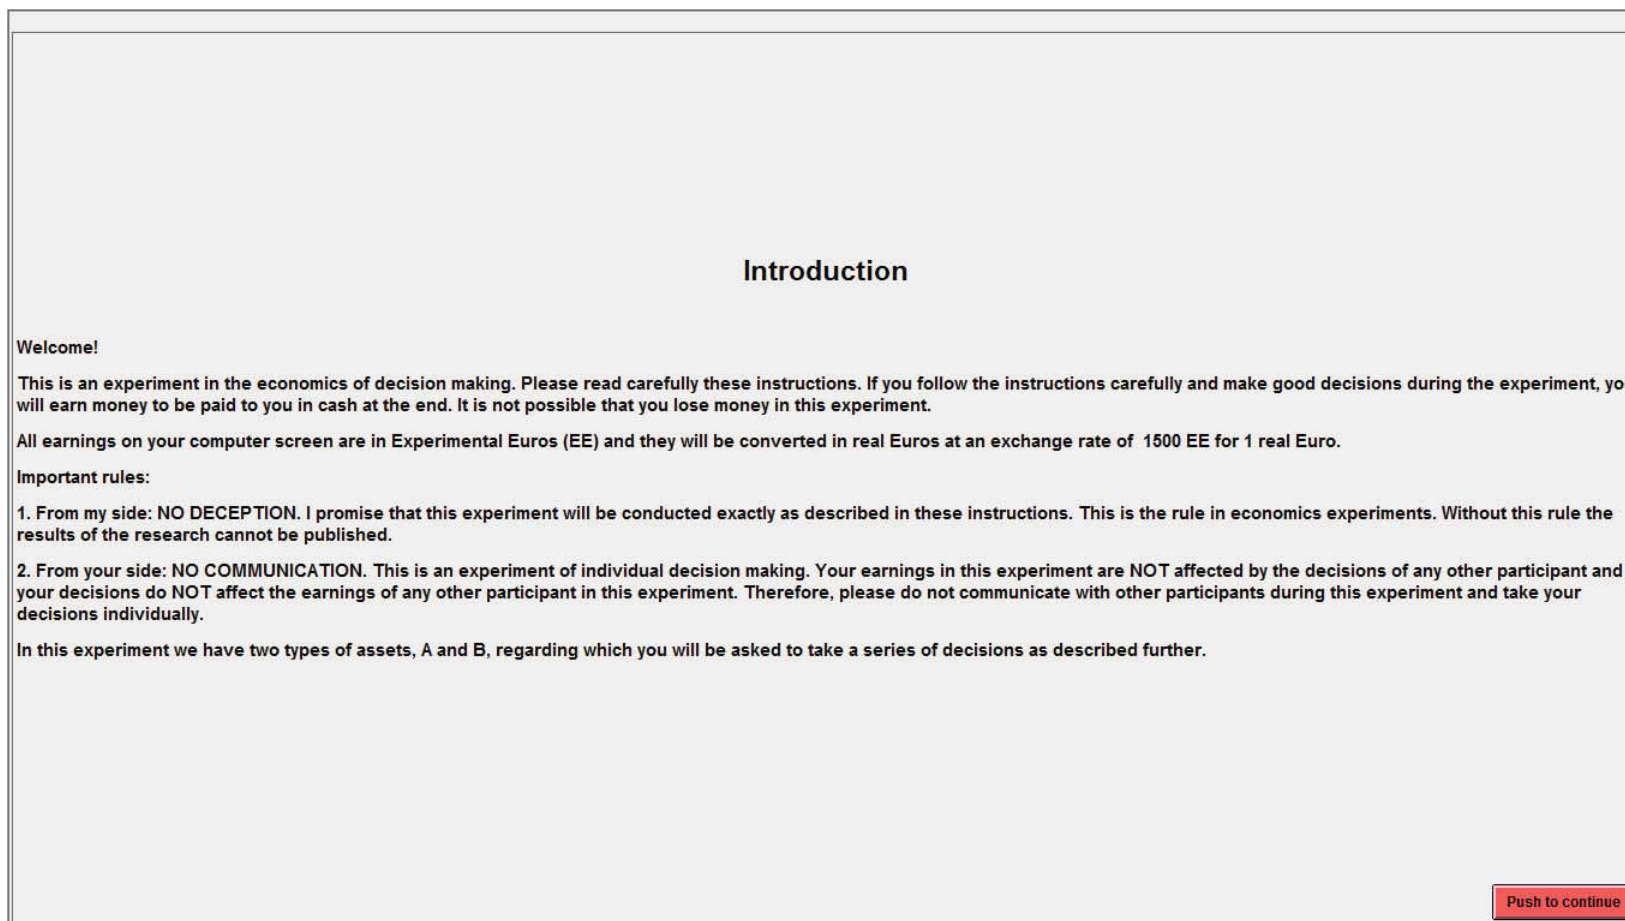 Introduction
Welcome!
This is an experiment in the economics of decision making. Please read carefully these instructions. If you follow the instructions carefully and make good decisions during the experiment, yo
will earn money to be paid to you in cash at the end. It is not possible that you lose money in this experiment.
All earnings on your computer screen are in Experimental Euros (EE) and they will be converted in real Euros at an exchange rate of 1500 EE for 1 real Euro.
Important rules:
1. From my side: NO DECEPTION. I promise that this experiment will be conducted exactly as described in these instructions. This is the rule in economics experiments. Without this rule the
results of the research cannot be published.
2. From your side: NO COMMUNICATION. This is an experiment of individual decision making. Your earnings in this experiment are NOT affected by the decisions of any other participant and
your decisions do NOT affect the earnings of any other participant in this experiment. Therefore, please do not communicate with other participants during this experiment and take your
decisions individually.
In this experiment we have two types of assets, A and B, regarding which you will be asked to take a series of decisions as described further.
Push to continue